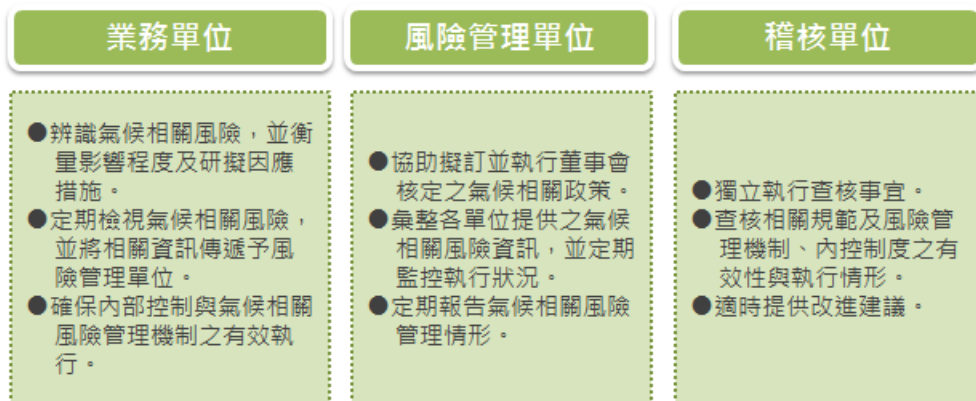 業務單位
●辨識氣候相關風險，並衡
量影響程度及研擬因應
措施。
●定期檢視氣候相關風險，
並將相關資訊傳遞予風
險管理單位。
●確保內部控制與氣候相關
風險管理機制之有效執
行。
風險管理單位
●協助擬訂並執行董事會
核定之氣候相關政策。
●彙整各單位提供之氣候
相關風險資訊，並定期
監控執行狀況。
●定期報告氣候相關風險
管理情形。
稽核單位
●獨立執行查核事宜。
●查核相關規範及風險管
理機制、內控制度之有
效性與執行情形。
●適時提供改進建議。